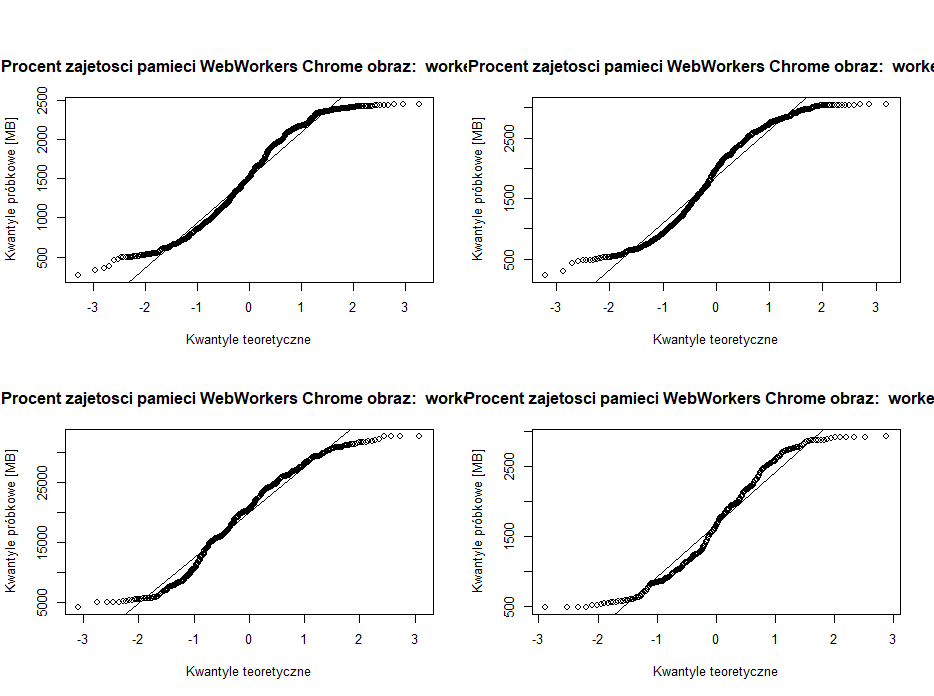 Procent zajetosci pamieci WebWorkers Chrome obraz: worke
Procent zajetosci pamieci WebWorkers Chrome obraz: worke
Kwantyle próbkowe [MB]
2500
2000
1500
1000
500
-3 -2 -1 0 1 2 3
Kwantyle teoretyczne
Kwantyle próbkowe [MB]
2500
1500
500
-3 -2 -1 0 1 2 3
Kwantyle teoretyczne
Procent zajetosci pamieci WebWorkers Chrome obraz: worke
Procent zajetosci pamieci WebWorkers Chrome obraz: worke
Kwantyle próbkowe [MB]
25000
15000
5000
-3 -2 -1 0 1 2 3
Kwantyle teoretyczne
Kwantyle próbkowe [MB]
2500
1500
500
-3 -2 -1 0 1 2 3
Kwantyle teoretyczne